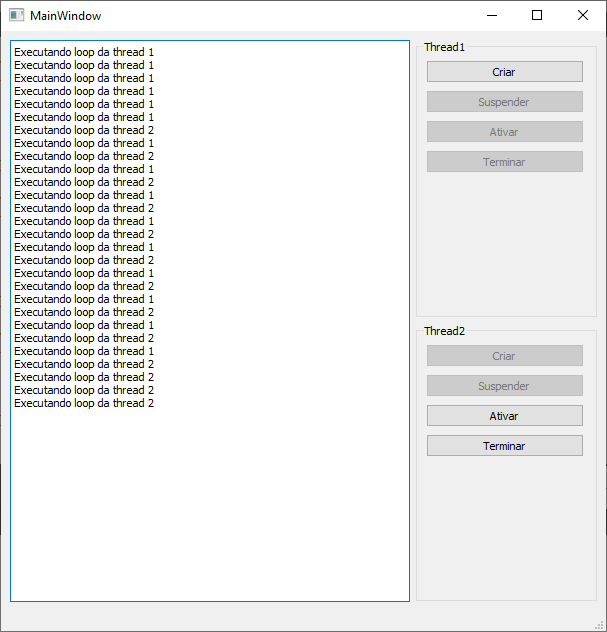 MainWindow
Executando loop da thread 1
Executando loop da thread 1
Executando loop da thread 1
Executando loop da thread 1
Executando loop da thread 1
Executando loop da thread 1
Executando loop da thread 2
Executando loop da thread 1
Executando loop da thread 2
Executando loop da thread 1
Executando loop da thread 2
Executando loop da thread 1
Executando loop da thread 2
Executando loop da thread 1
Executando loop da thread 2
Executando loop da thread 1
Executando loop da thread 2
Executando loop da thread 1
Executando loop da thread 2
Executando loop da thread 1
Executando loop da thread 2
Executando loop da thread 1
Executando loop da thread 2
Executando loop da thread 1
Executando loop da thread 2
Executando loop da thread 2
Executando loop da thread 2
Executando loop da thread 2
Thread1
Criar
Suspender
Ativar
Terminar
Thread2
Criar
Suspender
Ativar
Terminar